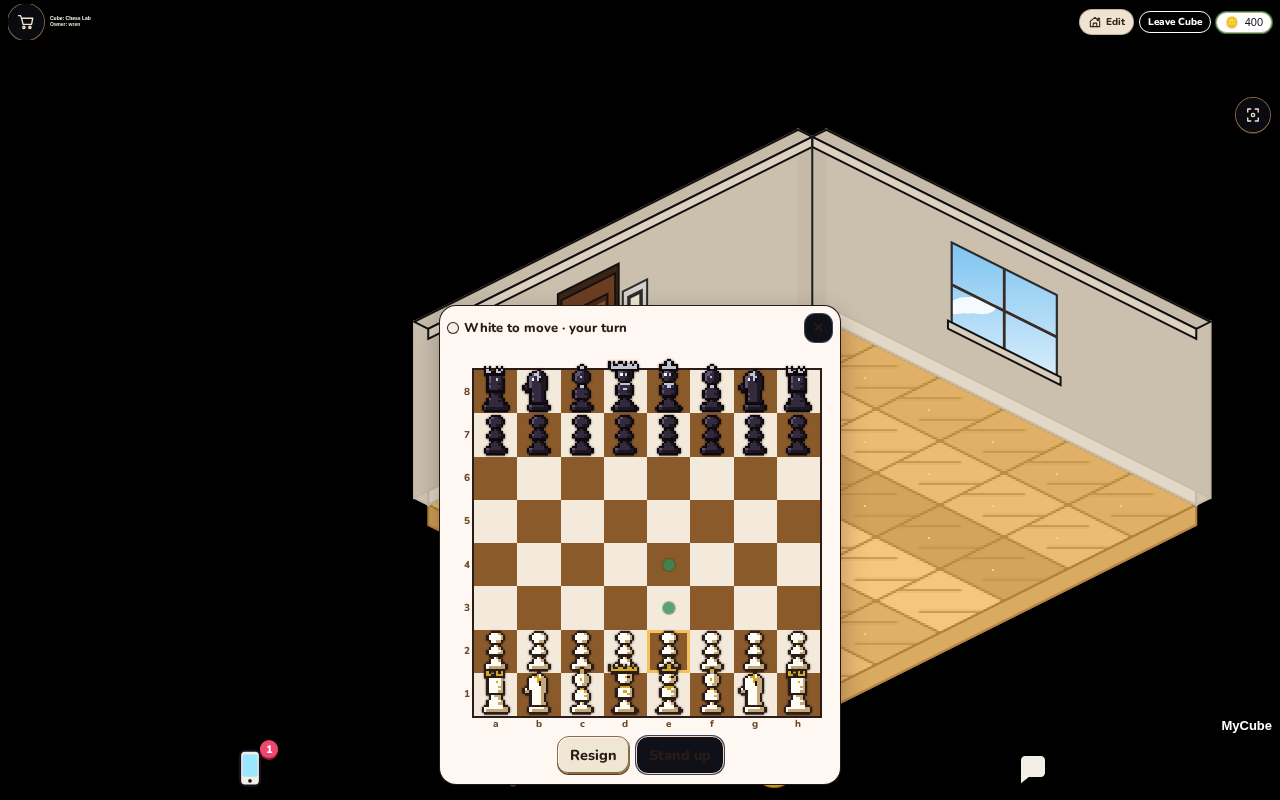 Cube: Chess Lab
Owner: wren
Edit
Leave Cube
400
White to move · your turn
8
7
6
5
4
3
2
1
a b c d e f g h
Resign
Stand up
MyCube
1